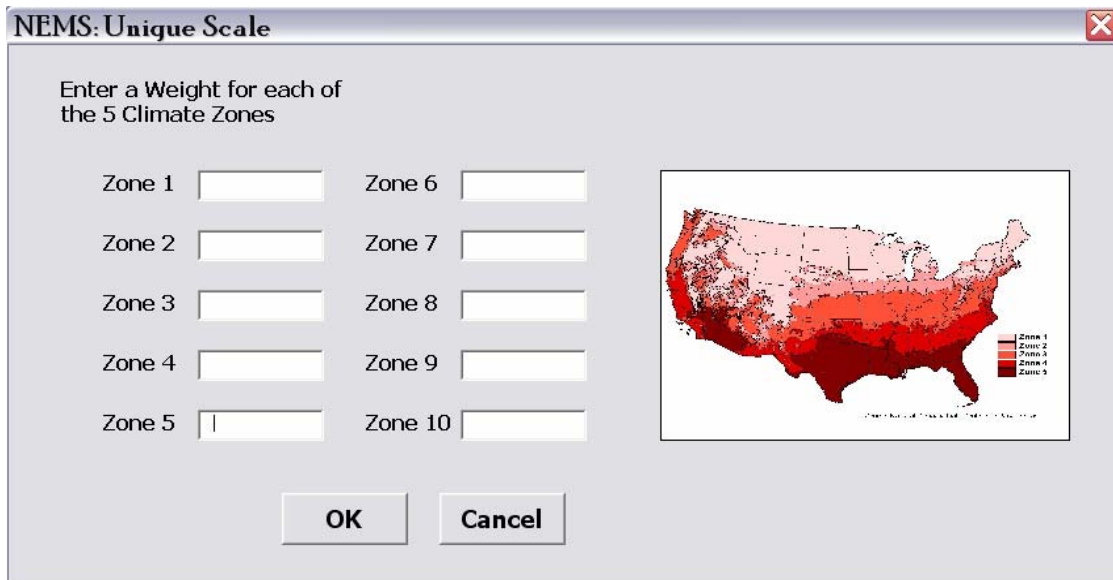 NEMS: Unique Scale
Enter a Weight for each of
the 5 Climate Zones
Zone 1
Zone 6
Zone 2
Zone 7
Zone 3
Zone 8
Zone 4
Zone 9
Zone 5
Zone 10
Zone 1
Zone 2
Zone 3
Zone 4
Zone 5
OK
Cancel